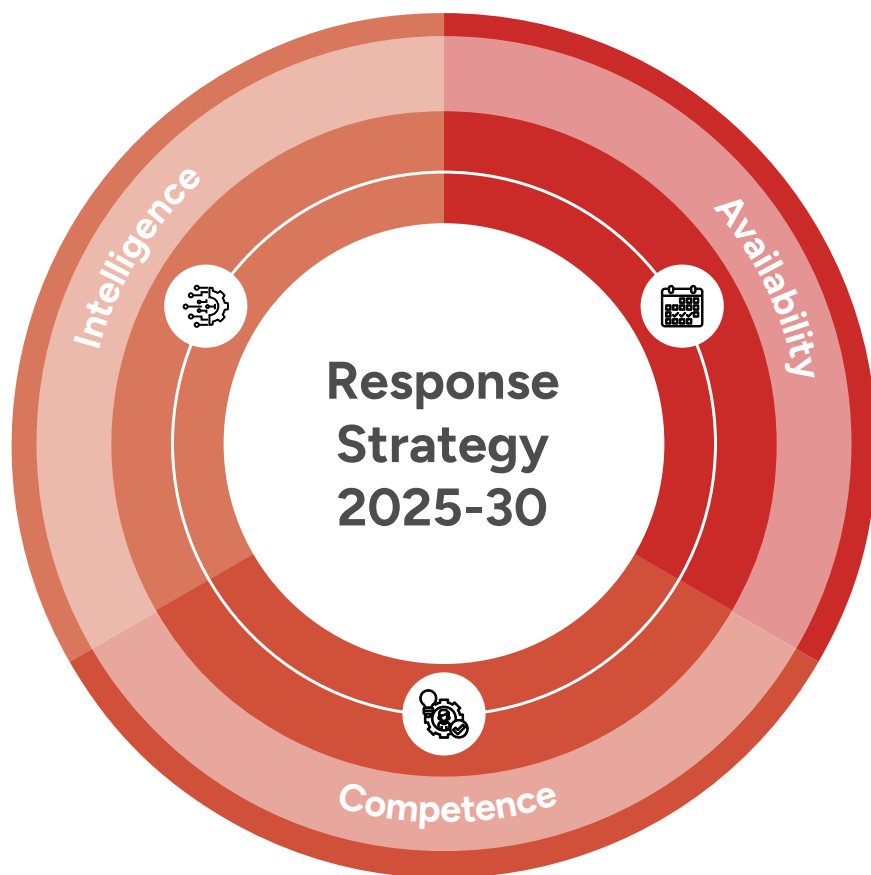 Intelligence
Availability
Response
Strategy
2025-30
Competence